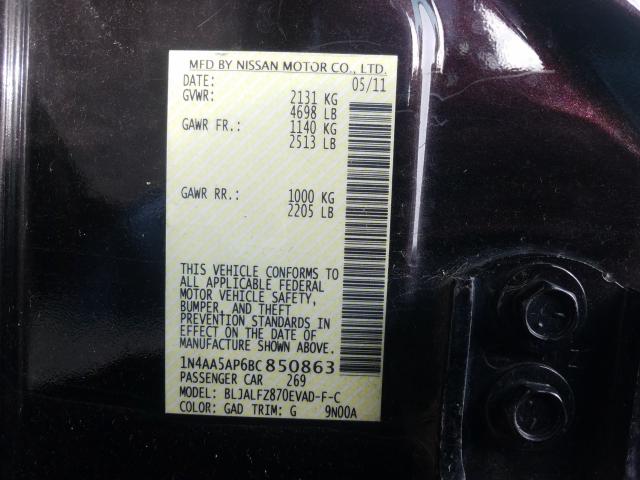 MFD BY NISSAN MOTOR CO., LTD.
DATE: 05/11
GVWR: 2131 KG
4698 LB
GAWR FR.: 1140 KG
2513 LB
GAWR RR.: 1000 KG
2205 LB
THIS VEHICLE CONFORMS TO
ALL APPLICABLE FEDERAL
MOTOR VEHICLE SAFETY,
BUMPER, AND THEFT
PREVENTION STANDARDS IN
EFFECT ON THE DATE OF
MANUFACTURE SHOWN ABOVE.
1N4AA5AP6BC850863
PASSENGER CAR 269
MODEL: BLJALFZ870EVAD-F-C
COLOR: GAD TRIM: G 9N00A